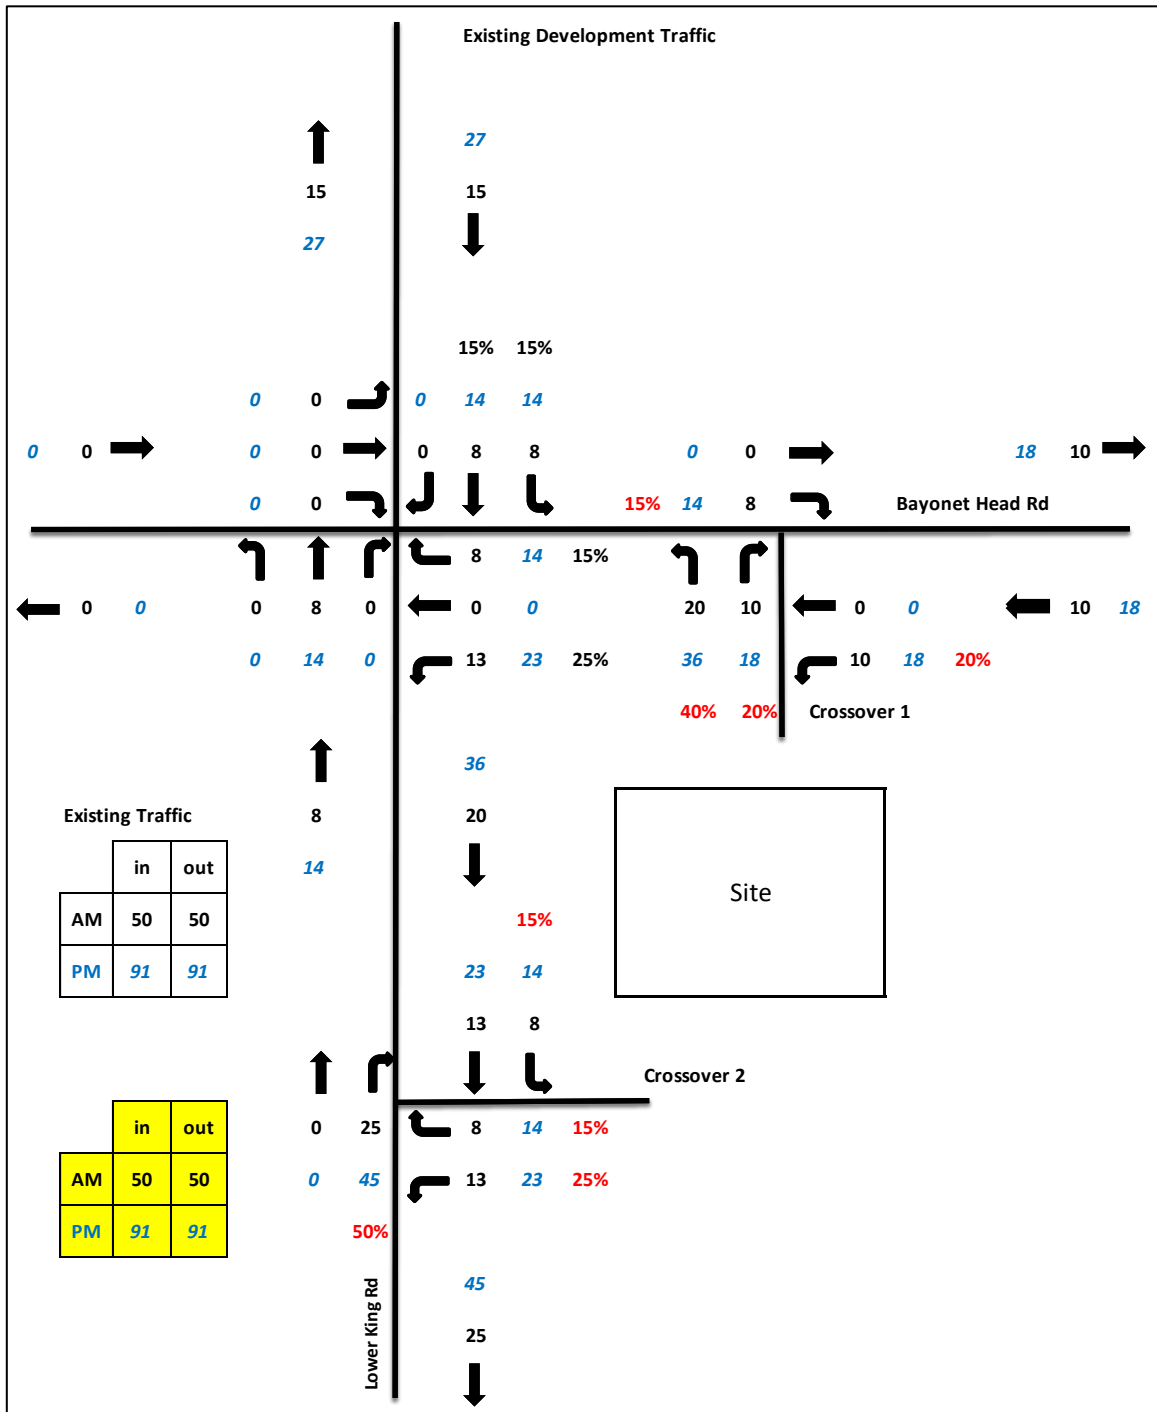 Existing Development Traffic
27
15 15
27
15% 15%
0 0 0 14 14
0 0 0 0 0 8 8 0 0 18 10
0 0 15% 14 8 Bayonet Head Rd
8 14 15%
0 0 0 8 0 0 0 20 10 0 0 10 18
0 14 0 13 23 25% 36 18 10 18 20%
40% 20% Crossover 1
36
Existing Traffic 8 20
in out 14
AM 50 50 Site
15%
PM 91 91 23 14
13 8
Crossover 2
in out 0 25 8 14 15%
AM 50 50 0 45 13 23 25%
PM 91 91 50%
45
Lower King Rd
25